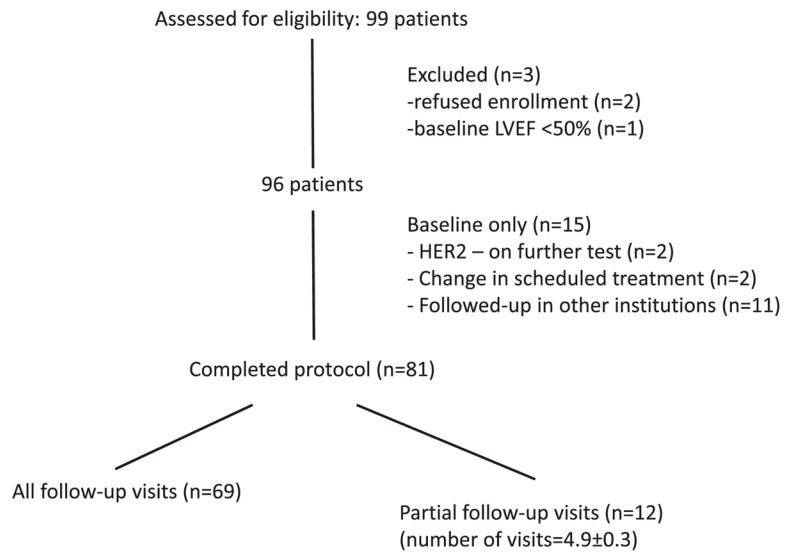 Assessed for eligibility: 99 patients
Excluded (n=3)
-refused enrollment (n=2)
-baseline LVEF <50% (n=1)
96 patients
Baseline only (n=15)
- HER2 – on further test (n=2)
- Change in scheduled treatment (n=2)
- Followed-up in other institutions (n=11)
Completed protocol (n=81)
All follow-up visits (n=69)
Partial follow-up visits (n=12)
(number of visits=4.9±0.3)